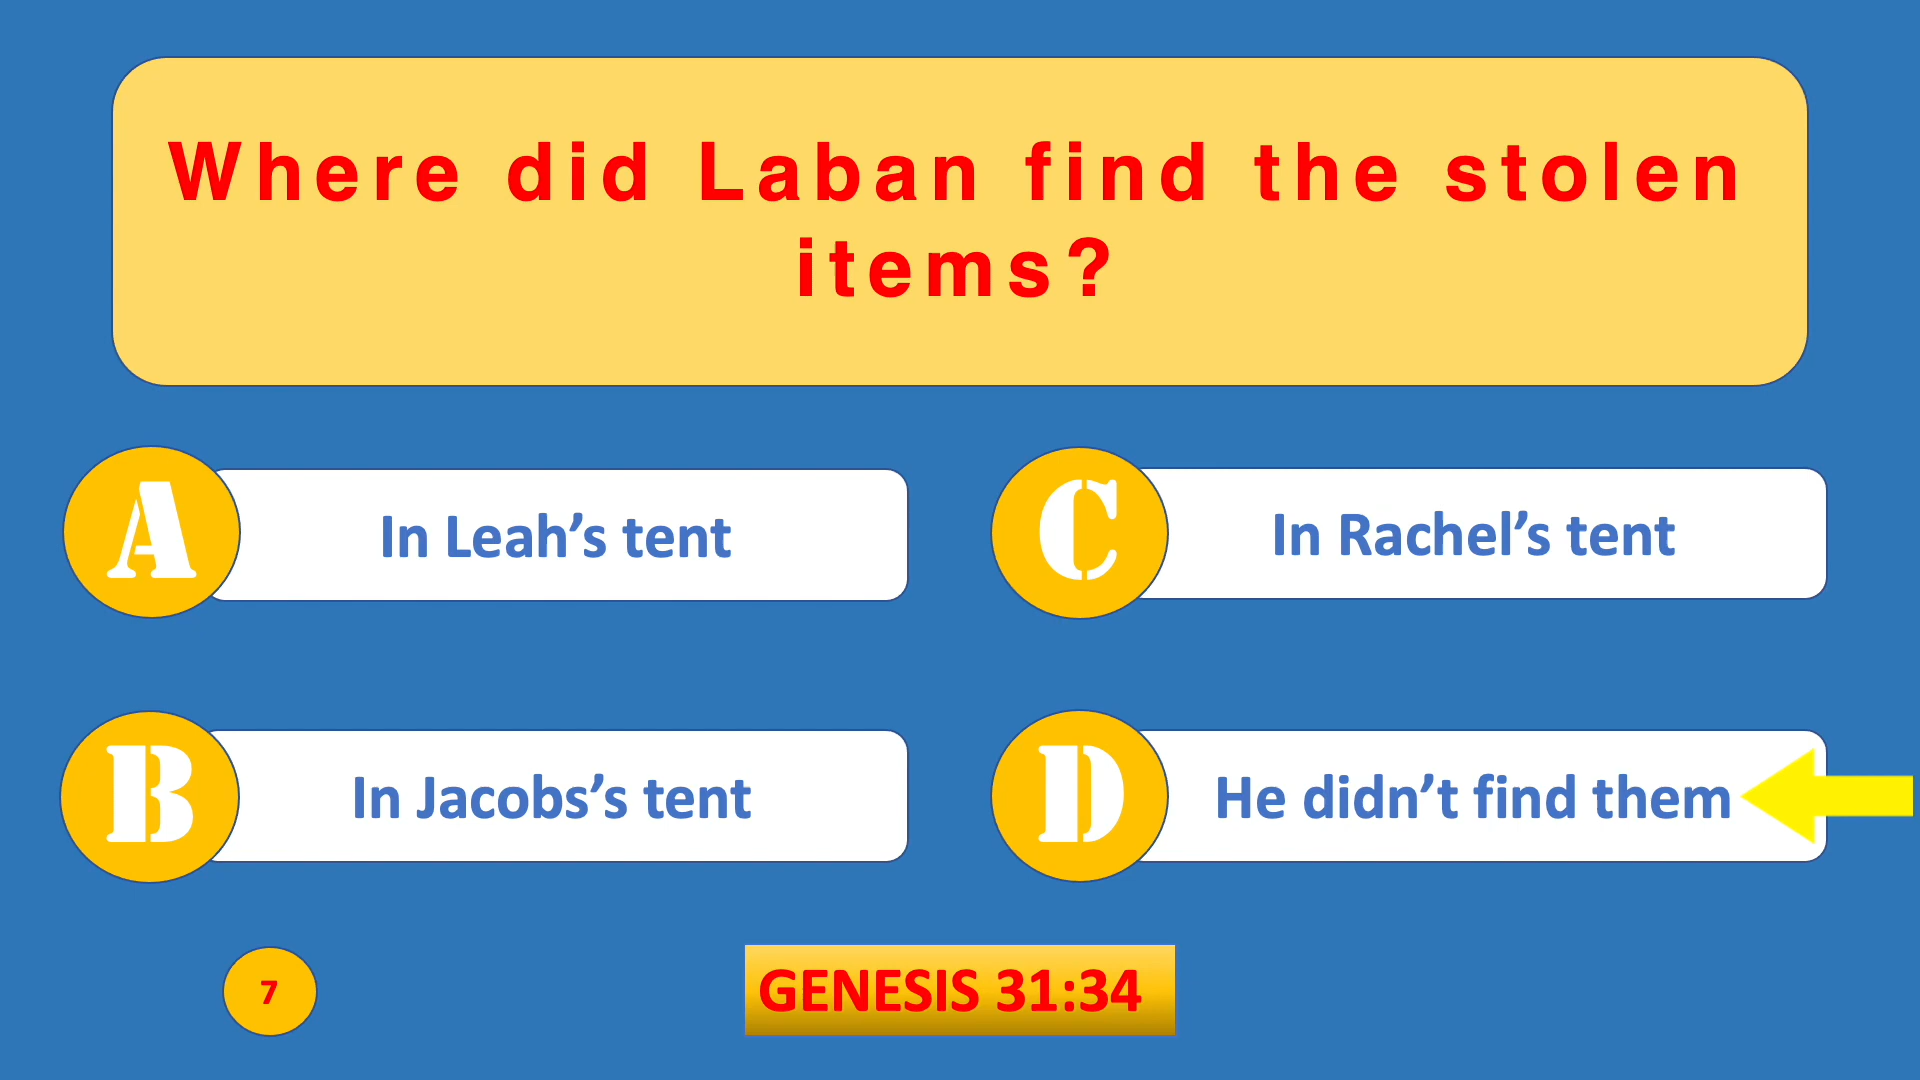 Where did Laban find the stolen
items?
A
In Leah’s tent
C
In Rachel’s tent
B
In Jacobs’s tent
D
He didn’t find them
7
GENESIS 31:34